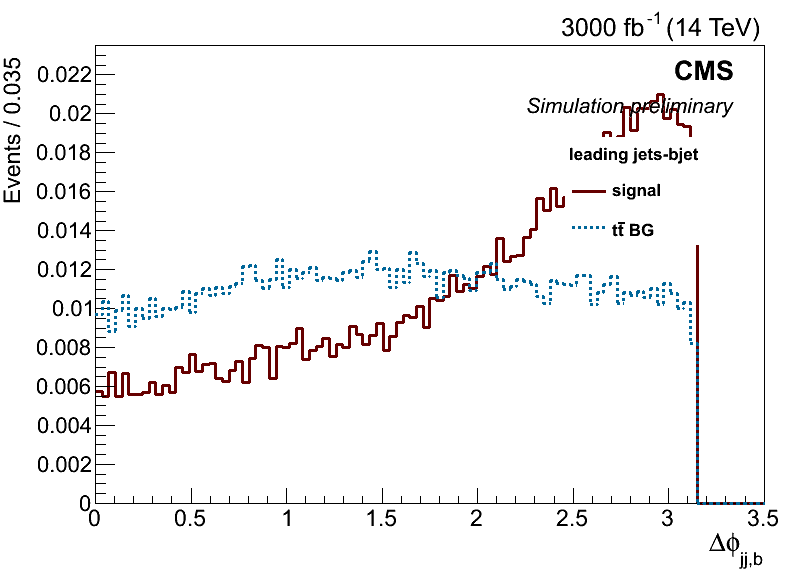 3000 fb⁻¹ (14 TeV)
CMS
Simulation preliminary
Events / 0.035
0.022
0.02
0.018
0.016
0.014
0.012
0.01
0.008
0.006
0.004
0.002
0
leading jets-bjet
signal
tt̄ BG
0 0.5 1 1.5 2 2.5 3 3.5
Δϕjj,b